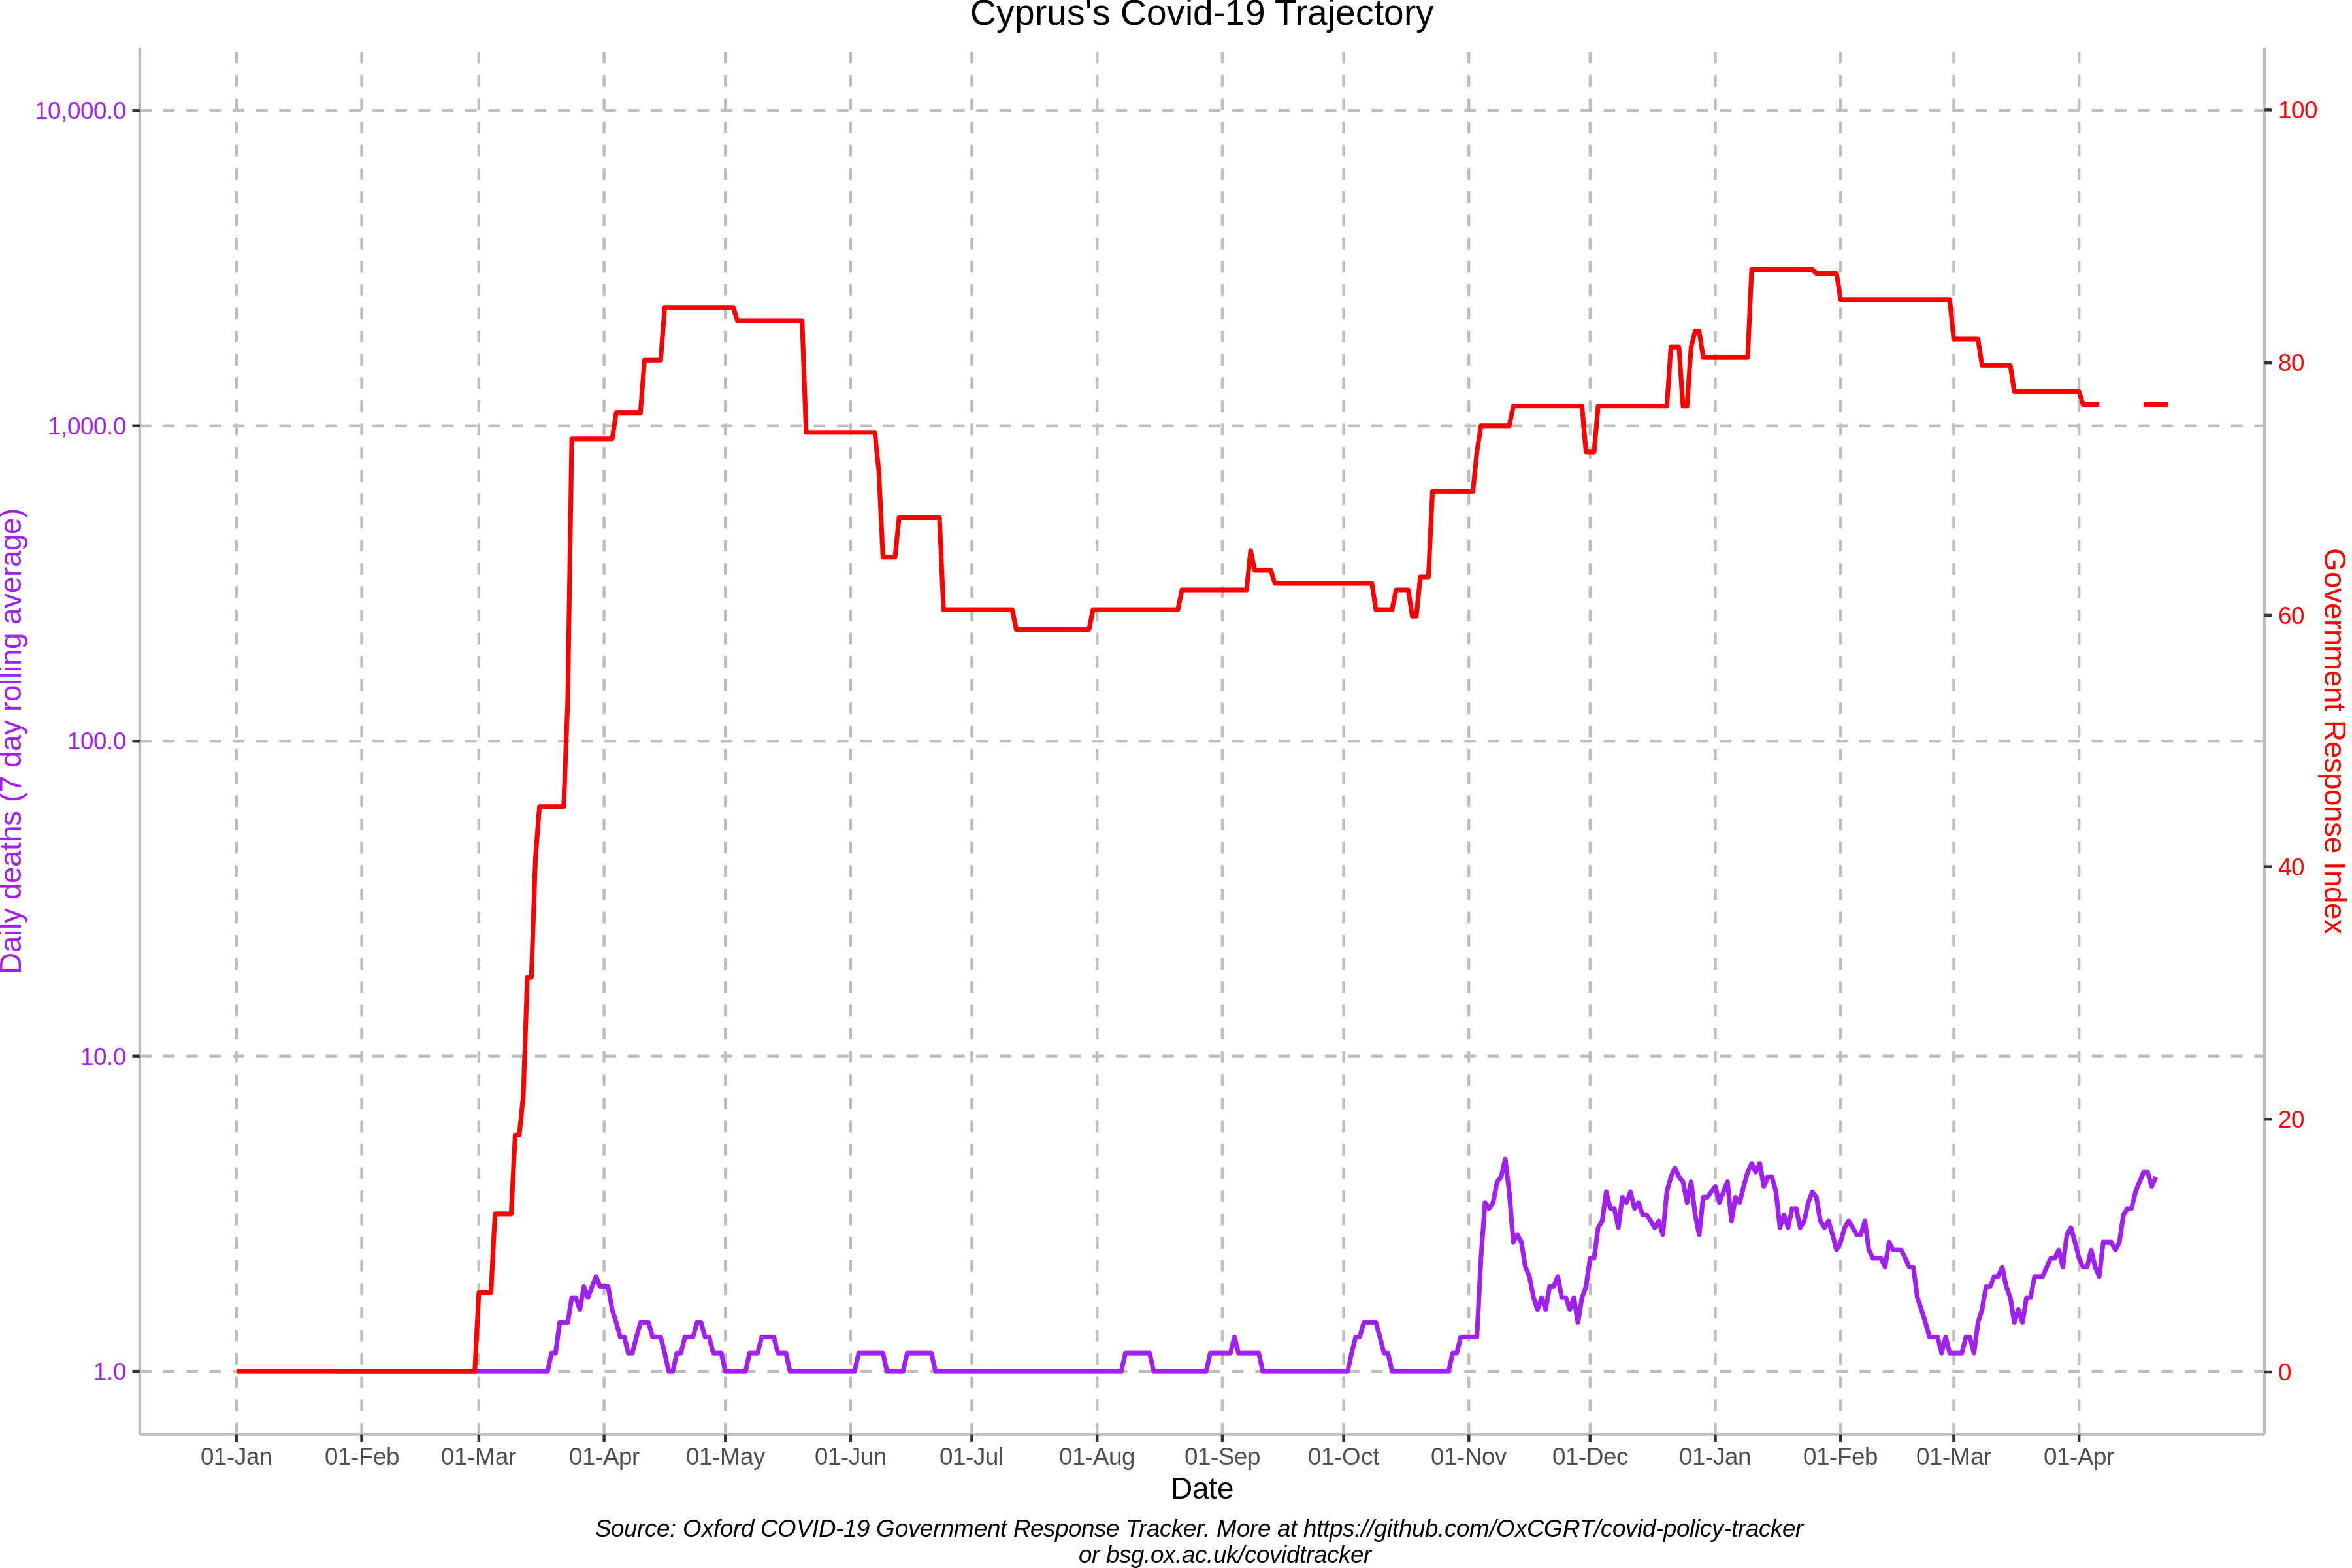 Cyprus's Covid-19 Trajectory
10,000.0
1,000.0
100.0
10.0
1.0
Daily deaths (7 day rolling average)
100
80
60
40
20
0
Government Response Index
01-Jan 01-Feb 01-Mar 01-Apr 01-May 01-Jun 01-Jul 01-Aug 01-Sep 01-Oct 01-Nov 01-Dec 01-Jan 01-Feb 01-Mar 01-Apr
Date
Source: Oxford COVID-19 Government Response Tracker. More at https://github.com/OxCGRT/covid-policy-tracker
or bsg.ox.ac.uk/covidtracker